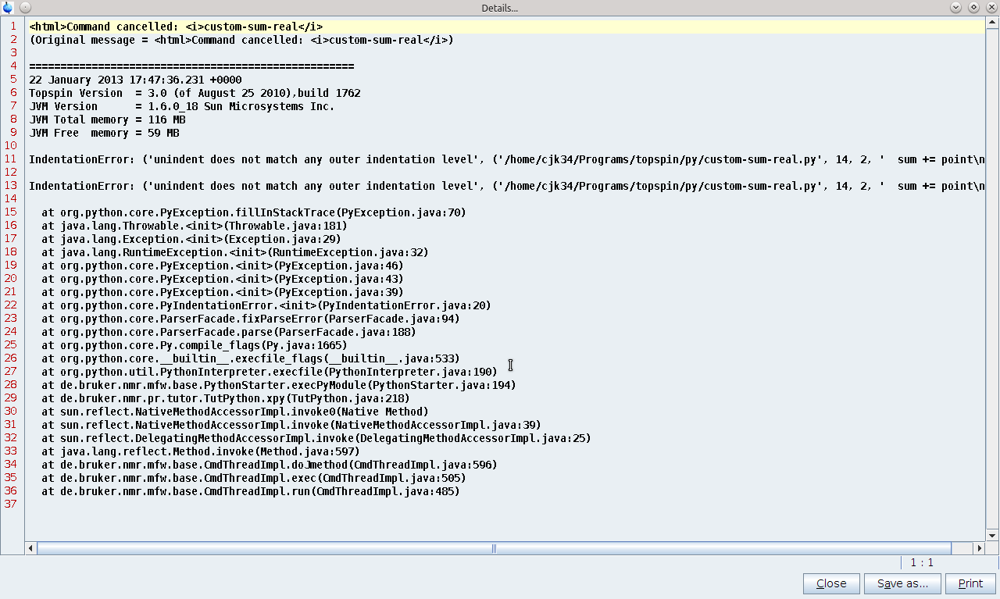 Details...
1 <html>Command cancelled: <i>custom-sum-real</i>
2 (Original message = <html>Command cancelled: <i>custom-sum-real</i>)
3
4 ====================================================
5 22 January 2013 17:47:36.231 +0000
6 Topspin Version  = 3.0 (of August 25 2010),build 1762
7 JVM Version      = 1.6.0_18 Sun Microsystems Inc.
8 JVM Total memory = 116 MB
9 JVM Free  memory = 59 MB
10
11 IndentationError: ('unindent does not match any outer indentation level', ('/home/cjk34/Programs/topspin/py/custom-sum-real.py', 14, 2, '  sum += point\n
12
13 IndentationError: ('unindent does not match any outer indentation level', ('/home/cjk34/Programs/topspin/py/custom-sum-real.py', 14, 2, '  sum += point\n
14
15   at org.python.core.PyException.fillInStackTrace(PyException.java:70)
16   at java.lang.Throwable.<init>(Throwable.java:181)
17   at java.lang.Exception.<init>(Exception.java:29)
18   at java.lang.RuntimeException.<init>(RuntimeException.java:32)
19   at org.python.core.PyException.<init>(PyException.java:46)
20   at org.python.core.PyException.<init>(PyException.java:43)
21   at org.python.core.PyException.<init>(PyException.java:39)
22   at org.python.core.PyIndentationError.<init>(PyIndentationError.java:20)
23   at org.python.core.ParserFacade.fixParseError(ParserFacade.java:94)
24   at org.python.core.ParserFacade.parse(ParserFacade.java:188)
25   at org.python.core.Py.compile_flags(Py.java:1665)
26   at org.python.core.__builtin__.execfile_flags(__builtin__.java:533)
27   at org.python.util.PythonInterpreter.execfile(PythonInterpreter.java:190)
28   at de.bruker.nmr.mfw.base.PythonStarter.execPyModule(PythonStarter.java:194)
29   at de.bruker.nmr.pr.tutor.TutPython.xpy(TutPython.java:218)
30   at sun.reflect.NativeMethodAccessorImpl.invoke0(Native Method)
31   at sun.reflect.NativeMethodAccessorImpl.invoke(NativeMethodAccessorImpl.java:39)
32   at sun.reflect.DelegatingMethodAccessorImpl.invoke(DelegatingMethodAccessorImpl.java:25)
33   at java.lang.reflect.Method.invoke(Method.java:597)
34   at de.bruker.nmr.mfw.base.CmdThreadImpl.doJmethod(CmdThreadImpl.java:596)
35   at de.bruker.nmr.mfw.base.CmdThreadImpl.exec(CmdThreadImpl.java:505)
36   at de.bruker.nmr.mfw.base.CmdThreadImpl.run(CmdThreadImpl.java:485)
37
1 : 1
Close Save as... Print